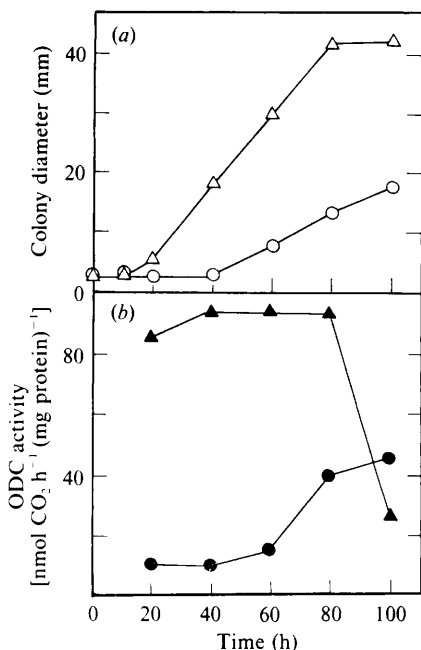 (a)
Colony diameter (mm)
40
20
0
(b)
ODC activity
[nmol CO₂ h⁻¹ (mg protein)⁻¹]
80
40
0 20 40 60 80 100
Time (h)